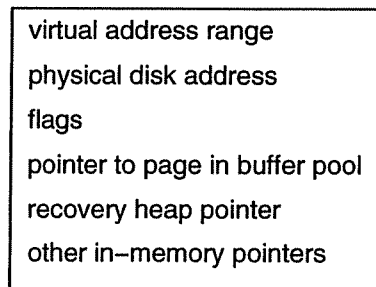 virtual address range
physical disk address
flags
pointer to page in buffer pool
recovery heap pointer
other in−memory pointers